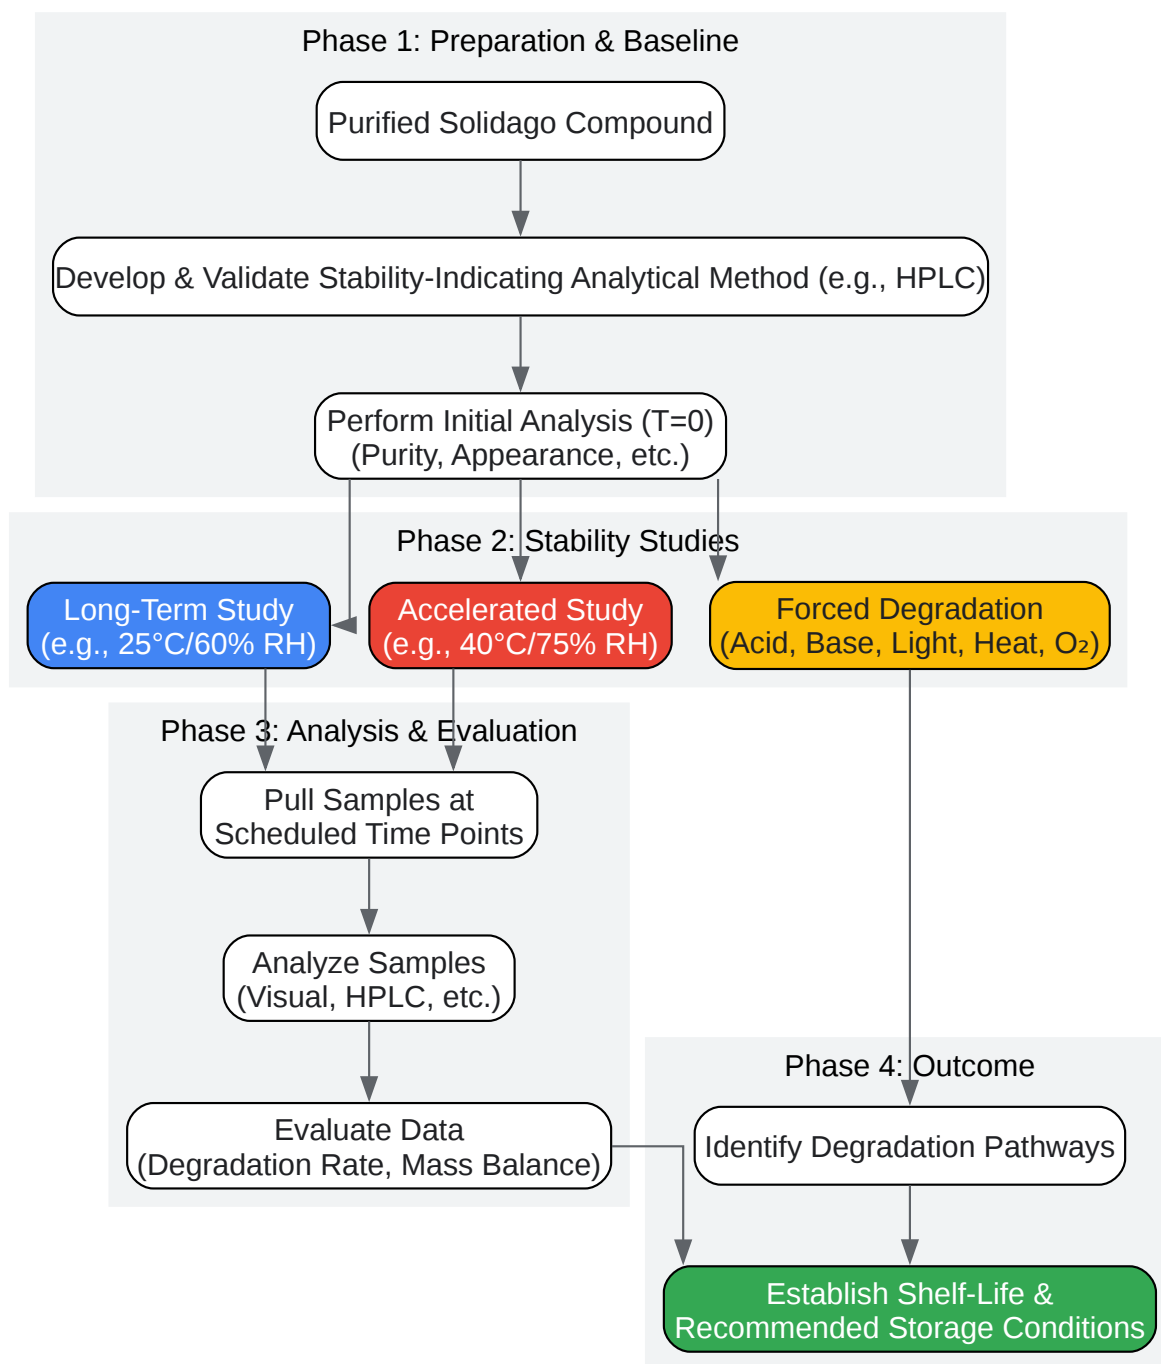 Phase 1: Preparation & Baseline
Purified Solidago Compound
Develop & Validate Stability-Indicating Analytical Method (e.g., HPLC)
Perform Initial Analysis (T=0)
(Purity, Appearance, etc.)
Phase 2: Stability Studies
Long-Term Study
(e.g., 25°C/60% RH)
Accelerated Study
(e.g., 40°C/75% RH)
Forced Degradation
(Acid, Base, Light, Heat, O₂)
Phase 3: Analysis & Evaluation
Pull Samples at
Scheduled Time Points
Analyze Samples
(Visual, HPLC, etc.)
Evaluate Data
(Degradation Rate, Mass Balance)
Phase 4: Outcome
Identify Degradation Pathways
Establish Shelf-Life &
Recommended Storage Conditions